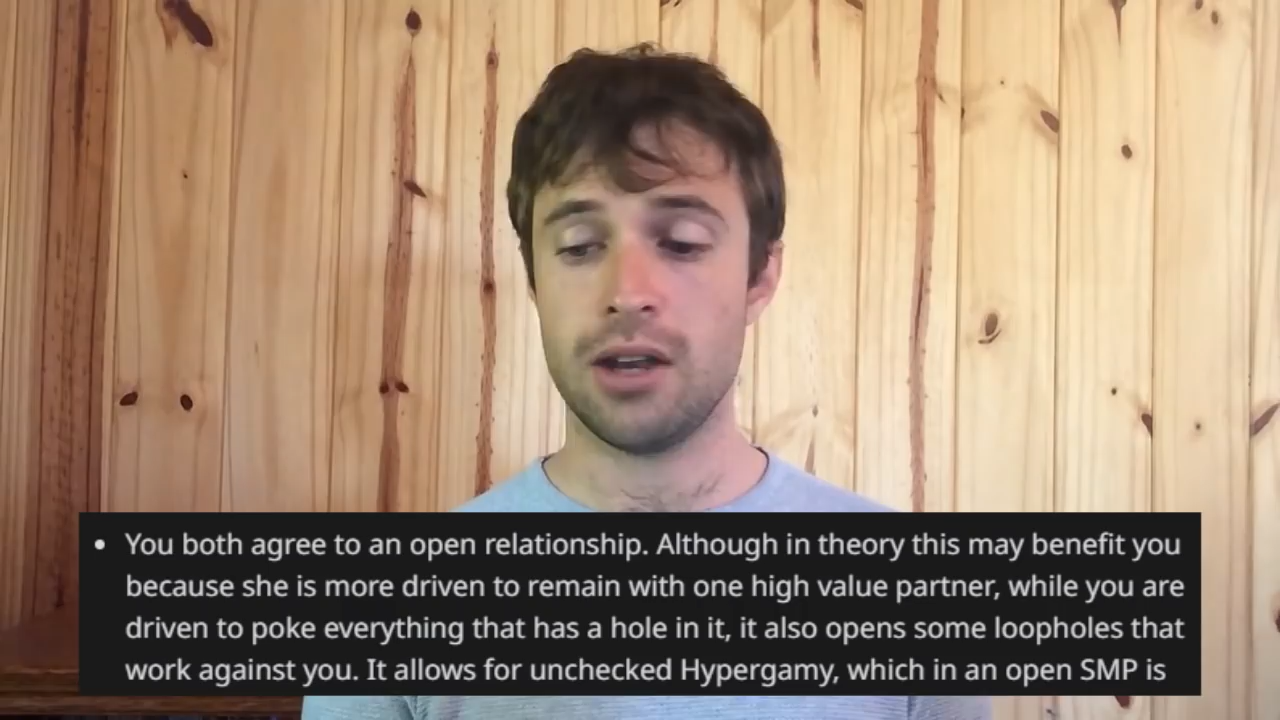 • You both agree to an open relationship. Although in theory this may benefit you
because she is more driven to remain with one high value partner, while you are
driven to poke everything that has a hole in it, it also opens some loopholes that
work against you. It allows for unchecked Hypergamy, which in an open SMP is